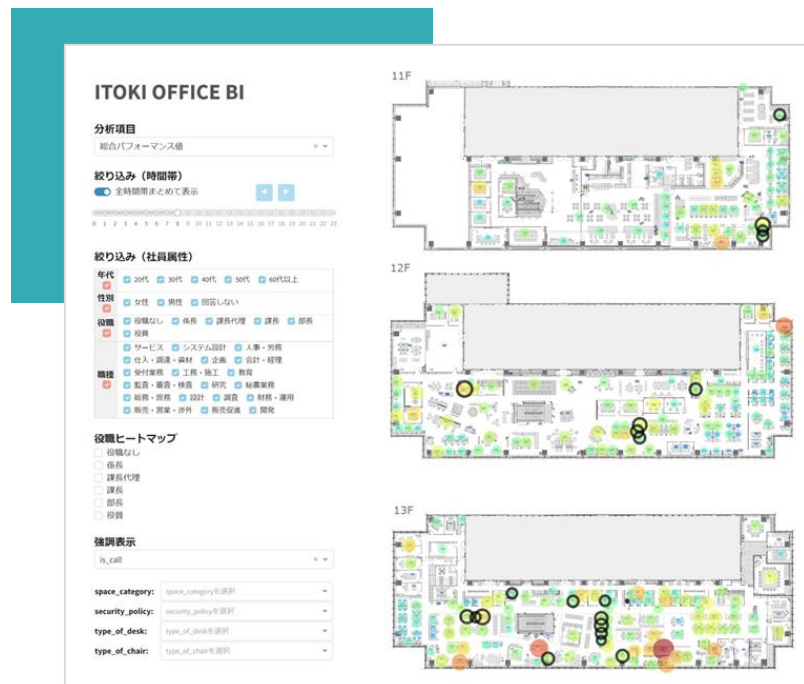 ITOKI OFFICE BI
分析項目
総合パフォーマンス値
絞り込み（時間帯）
全時間帯まとめて表示
0 1 2 3 4 5 6 7 8 9 10 11 12 13 14 15 16 17 18 19 20 21 22 23
絞り込み（社員属性）
年代 20代 30代 40代 50代 60代以上
性別 女性 男性 回答しない
役職 役職なし 係長 課長代理 課長 部長
役員
サービス システム設計 人事・労務
仕入・調達・資材 企画 会計・経理
職種 受付業務 工務・施工 教育
監査・審査・検査 研究 秘書業務
総務・庶務 設計 調査 財務・運用
販売・営業・渉外 販売促進 開発
役職ヒートマップ
役職なし
係長
課長代理
課長
部長
役員
強調表示
is_call
space_category: space_categoryを選択
security_policy: security_policyを選択
type_of_desk: type_of_deskを選択
type_of_chair: type_of_chairを選択
11F
12F
13F